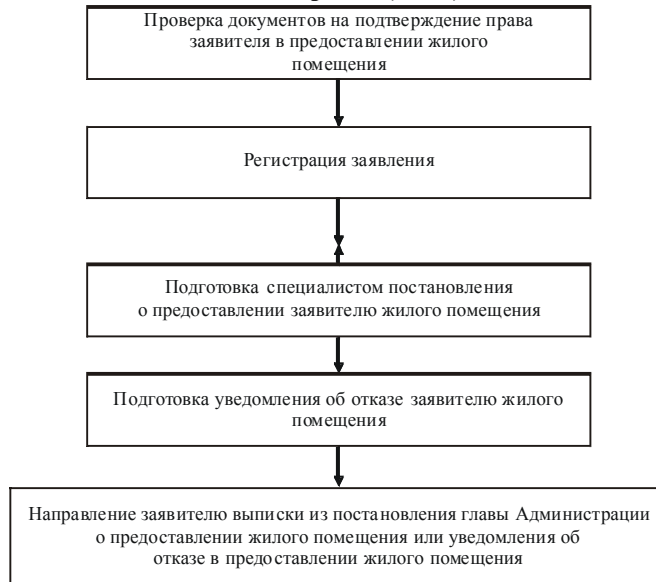 Проверка документов на подтверждение права
заявителя в предоставлении жилого
помещения
Регистрация заявления
Подготовка специалистом постановления
о предоставлении заявителю жилого помещения
Подготовка уведомления об отказе заявителю жилого
помещения
Направление заявителю выписки из постановления главы Администрации
о предоставлении жилого помещения или уведомления об
отказе в предоставлении жилого помещения